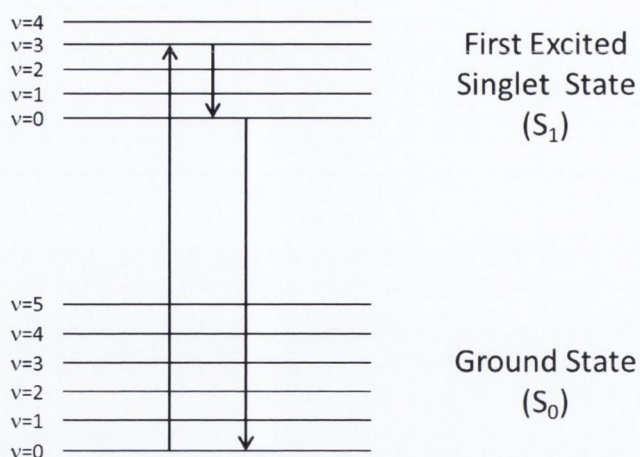 ν=4
ν=3
ν=2
ν=1
ν=0
First Excited
Singlet State
(S₁)
ν=5
ν=4
ν=3
ν=2
ν=1
ν=0
Ground State
(S₀)